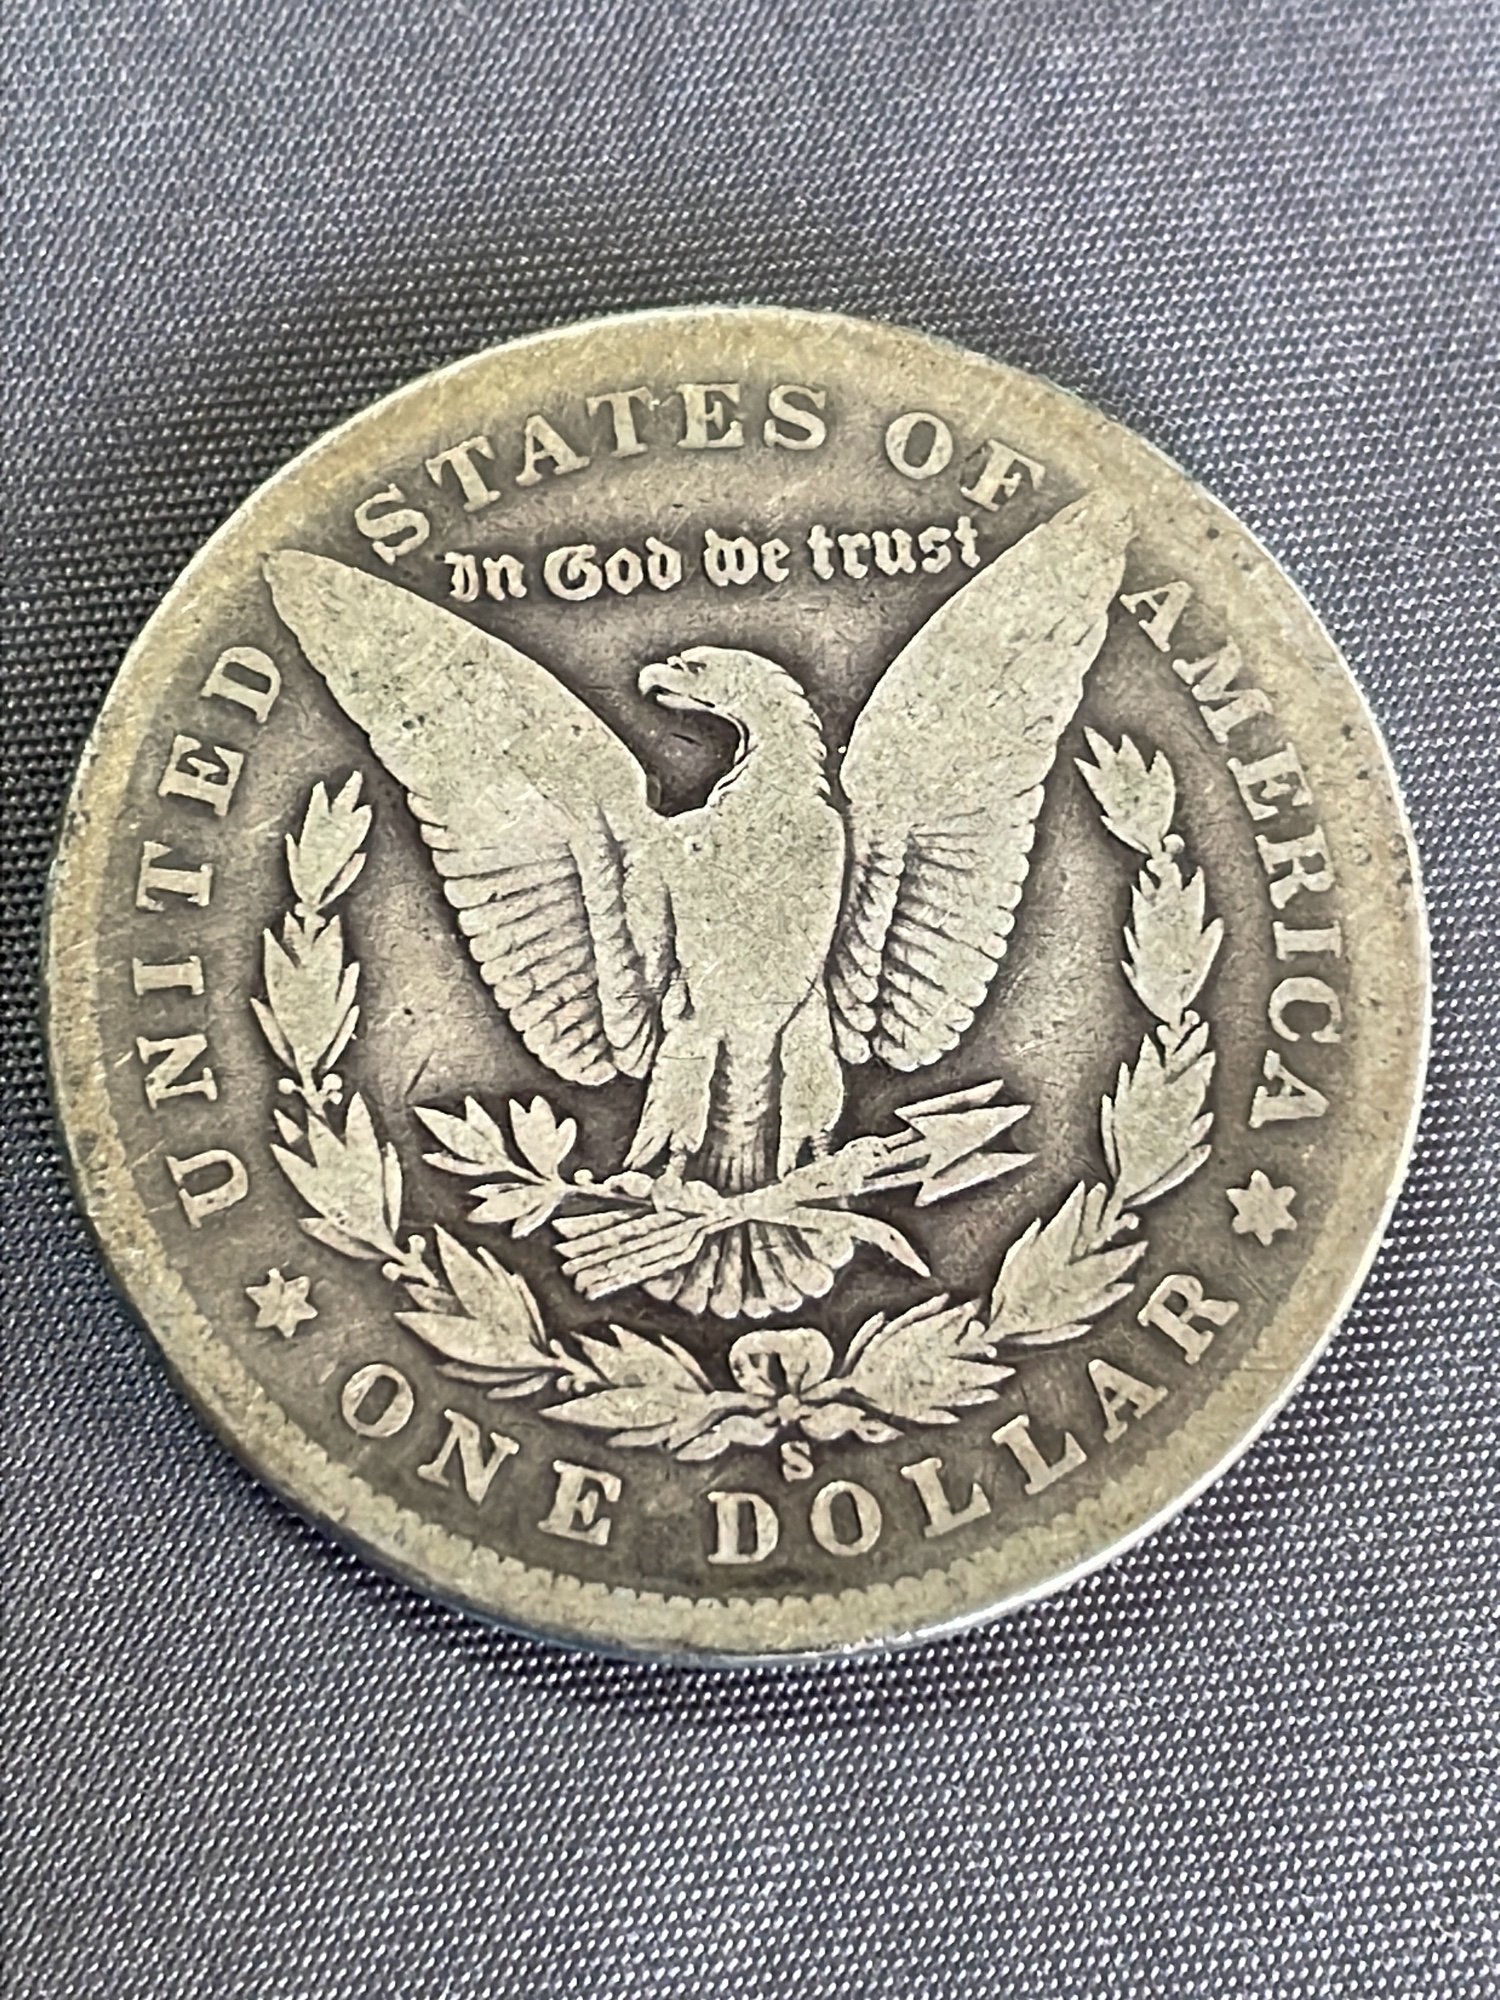 UNITED STATES OF AMERICA
In God we trust
S
ONE DOLLAR